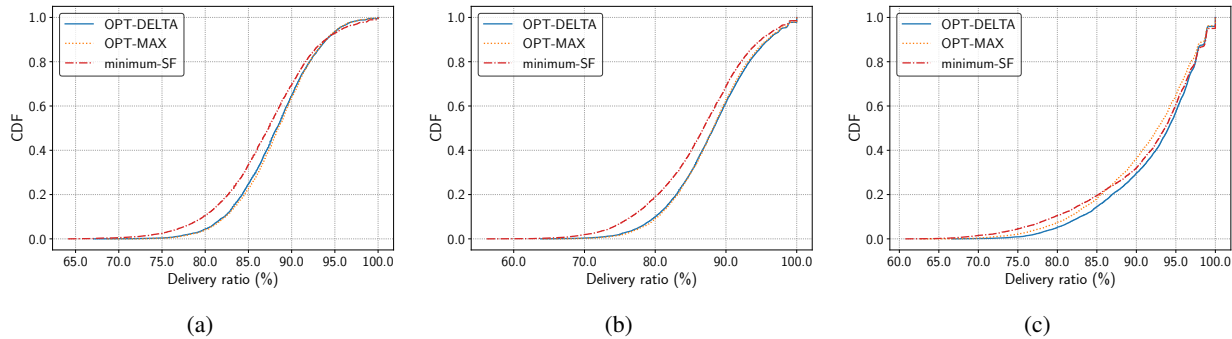 1.0
0.8
0.6
0.4
0.2
0.0
CDF
OPT-DELTA
OPT-MAX
minimum-SF
65.0 70.0 75.0 80.0 85.0 90.0 95.0 100.0
Delivery ratio (%)
(a)
1.0
0.8
0.6
0.4
0.2
0.0
CDF
OPT-DELTA
OPT-MAX
minimum-SF
60.0 70.0 80.0 90.0 100.0
Delivery ratio (%)
(b)
1.0
0.8
0.6
0.4
0.2
0.0
CDF
OPT-DELTA
OPT-MAX
minimum-SF
60.0 65.0 70.0 75.0 80.0 85.0 90.0 95.0 100.0
Delivery ratio (%)
(c)